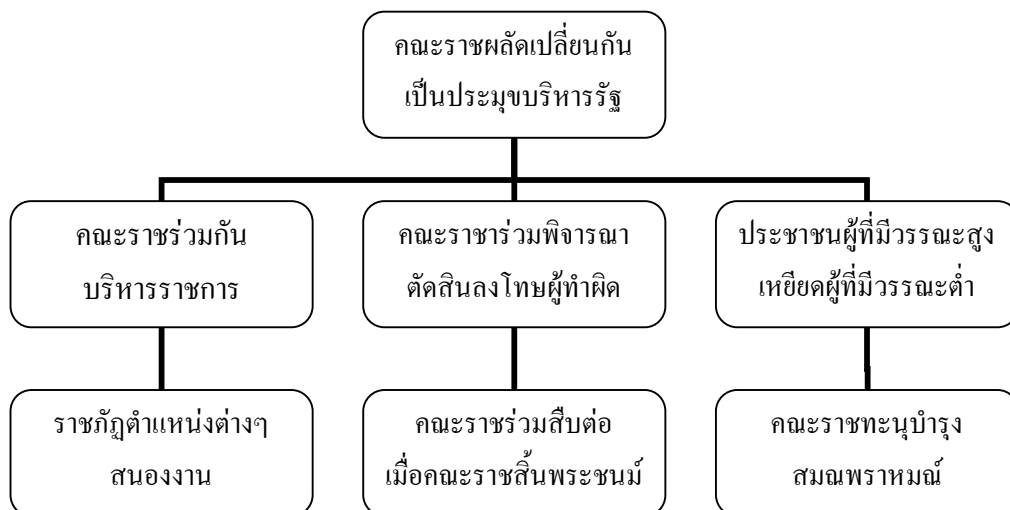 คณะราชผลัดเปลี่ยนกัน
เป็นประมุขบริหารรัฐ
คณะราชร่วมกัน
บริหารราชการ
คณะราชาร่วมพิจารณา
ตัดสินลงโทษผู้ทำผิด
ประชาชนผู้ที่มีวรรณะสูง
เหยียดผู้ที่มีวรรณะต่ำ
ราชภัฏตำแหน่งต่างๆ
สนองงาน
คณะราชร่วมสืบต่อ
เมื่อคณะราชสิ้นพระชนม์
คณะราชทะนุบำรุง
สมณพราหมณ์